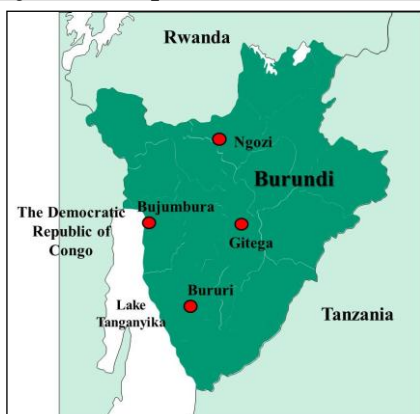 Rwanda
Ngozi
Burundi
Bujumbura
The Democratic
Republic of
Congo
Gitega
Bururi
Lake
Tanganyika
Tanzania